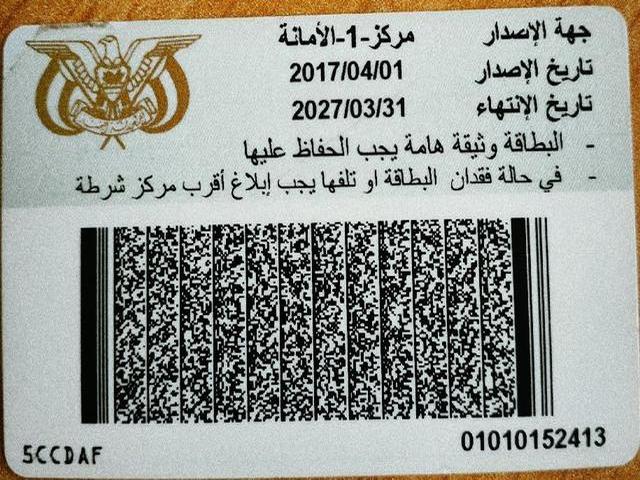 جهة الإصدار مركز-1-الأمانة
تاريخ الإصدار 2017/04/01
تاريخ الإنتهاء 2027/03/31
- البطاقة وثيقة هامة يجب الحفاظ عليها
- في حالة فقدان البطاقة او تلفها يجب إبلاغ أقرب مركز شرطة
01010152413
5CCDAF